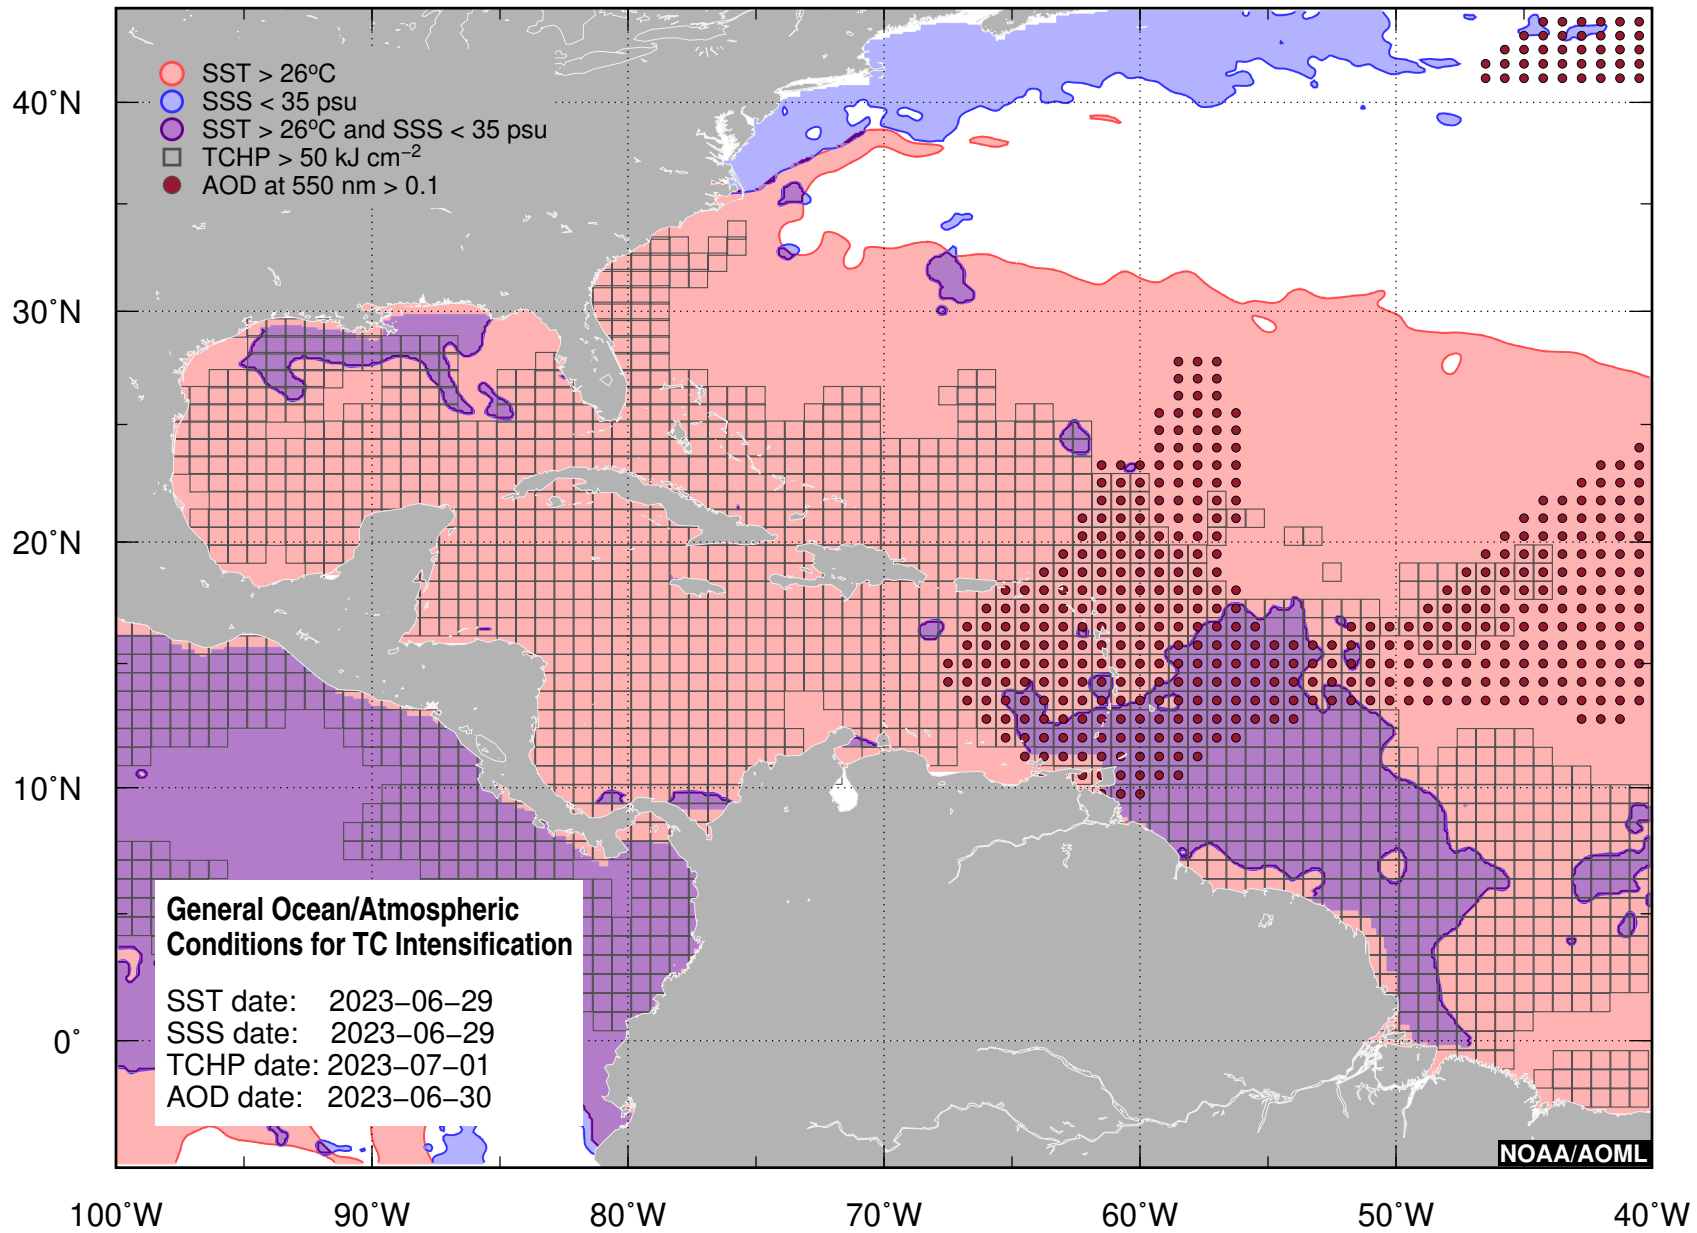 SST > 26°C
SSS < 35 psu
SST > 26°C and SSS < 35 psu
TCHP > 50 kJ cm⁻²
AOD at 550 nm > 0.1
40°N
30°N
20°N
10°N
0°
General Ocean/Atmospheric
Conditions for TC Intensification
SST date: 2023−06−29
SSS date: 2023−06−29
TCHP date: 2023−07−01
AOD date: 2023−06−30
NOAA/AOML
100°W 90°W 80°W 70°W 60°W 50°W 40°W